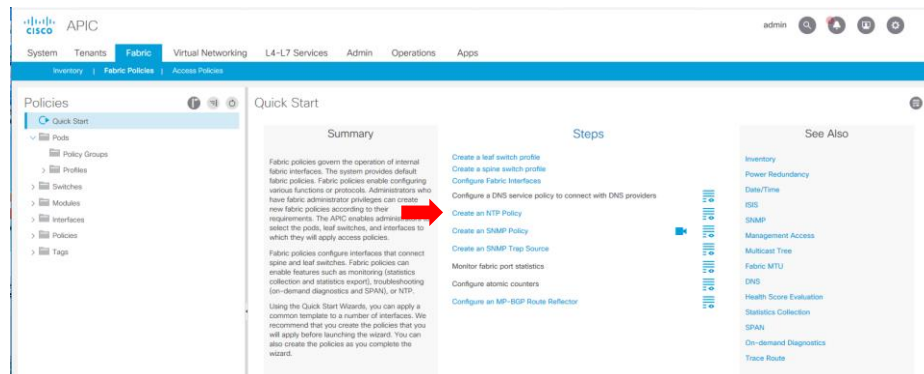 CISCO
APIC
admin
System Tenants Fabric Virtual Networking L4-L7 Services Admin Operations Apps
Inventory | Fabric Policies | Access Policies
Policies
Quick Start
Pods
Policy Groups
Profiles
Switches
Modules
Interfaces
Policies
Tags
Quick Start
Summary
Fabric policies govern the operation of internal
fabric interfaces. The system provides default
fabric policies. Fabric policies enable configuring
various functions or protocols. Administrators who
have fabric administrator privileges can create
new fabric policies according to their
requirements. The APIC enables
select the pods, leaf switches, and interfaces to
which they will apply access policies.
Fabric policies configure interfaces that connect
spine and leaf switches. Fabric policies can
enable features such as monitoring (statistics
collection and statistics export), troubleshooting
(on-demand diagnostics and SPAN), or NTP.
Using the Quick Start Wizards, you can apply a
common template to a number of interfaces. We
recommend that you create the policies that you
will apply before launching the wizard. You can
also create the policies as you complete the
wizard.
Steps
Create a leaf switch profile
Create a spine switch profile
Configure Fabric Interfaces
Configure a DNS service policy to connect with DNS providers
Create an NTP Policy
Create an SNMP Policy
Create an SNMP Trap Source
Monitor fabric port statistics
Configure atomic counters
Configure an MP-BGP Route Reflector
See Also
Inventory
Power Redundancy
Date/Time
ISIS
SNMP
Management Access
Multicast Tree
Fabric MTU
DNS
Health Score Evaluation
Statistics Collection
SPAN
On-demand Diagnostics
Trace Route